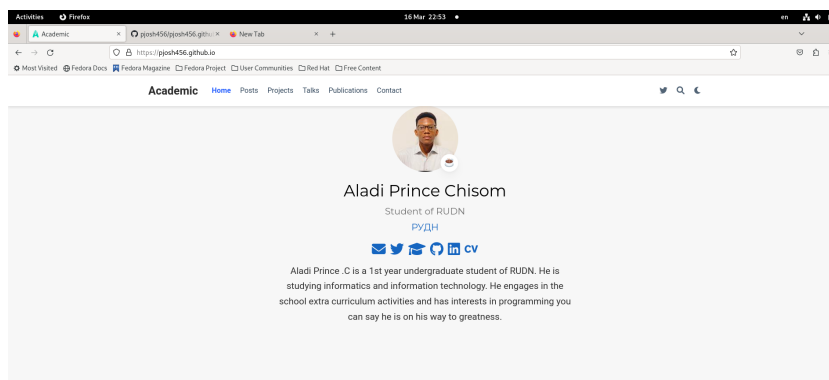 Activities Firefox 16 Mar 22:53 en
Academic pjosh456/pjosh456.githu New Tab
https://pjosh456.github.io
Most Visited Fedora Docs Fedora Magazine Fedora Project User Communities Red Hat Free Content
Academic Home Posts Projects Talks Publications Contact
Aladi Prince Chisom
Student of RUDN
РУДН
CV
Aladi Prince .C is a 1st year undergraduate student of RUDN. He is
studying informatics and information technology. He engages in the
school extra curriculum activities and has interests in programming you
can say he is on his way to greatness.